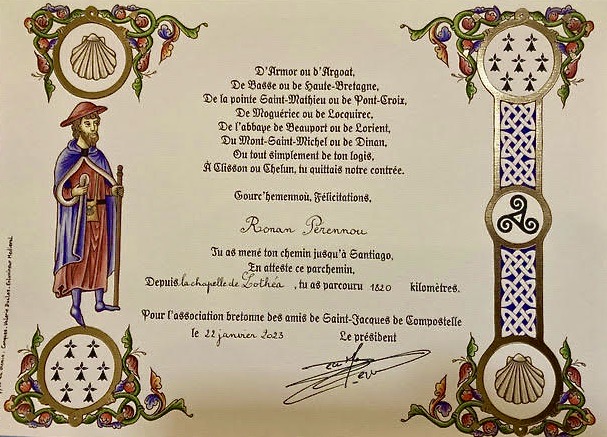 D'Armor ou d'Argoat,
De Basse ou de Haute-Bretagne,
De la pointe Saint-Mathieu ou de Pont-Croix,
De Moguériec ou de Locquirec,
De l'abbaye de Beauport ou de Lorient,
Du Mont-Saint-Michel ou de Dinan,
Ou tout simplement de ton logis,
À Clisson ou Chelun, tu quittais notre contrée.
Gourc'hemennoù, Félicitations,
Ronan Pérennou
Tu as mené ton chemin jusqu'à Santiago,
En atteste ce parchemin,
Depuis la chapelle de Lothéa, tu as parcouru 1820 kilomètres.
Pour l'association bretonne des amis de Saint-Jacques de Compostelle
le 22 janvier 2023 Le président